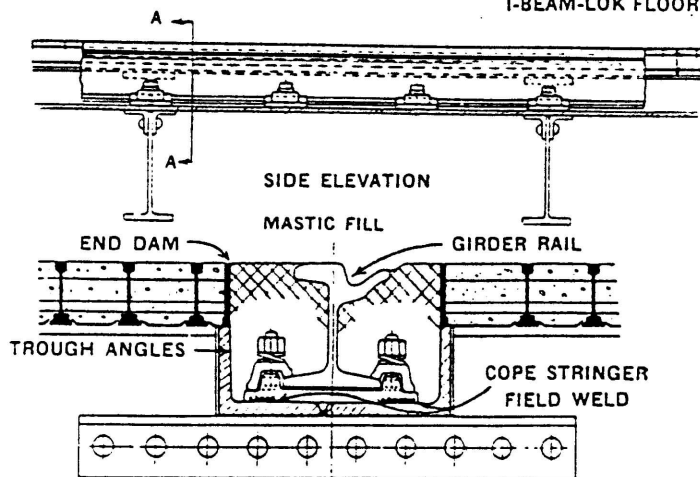 I-BEAM-LOK FLOOR
A
A
SIDE ELEVATION
MASTIC FILL
END DAM
GIRDER RAIL
TROUGH ANGLES
COPE STRINGER
FIELD WELD